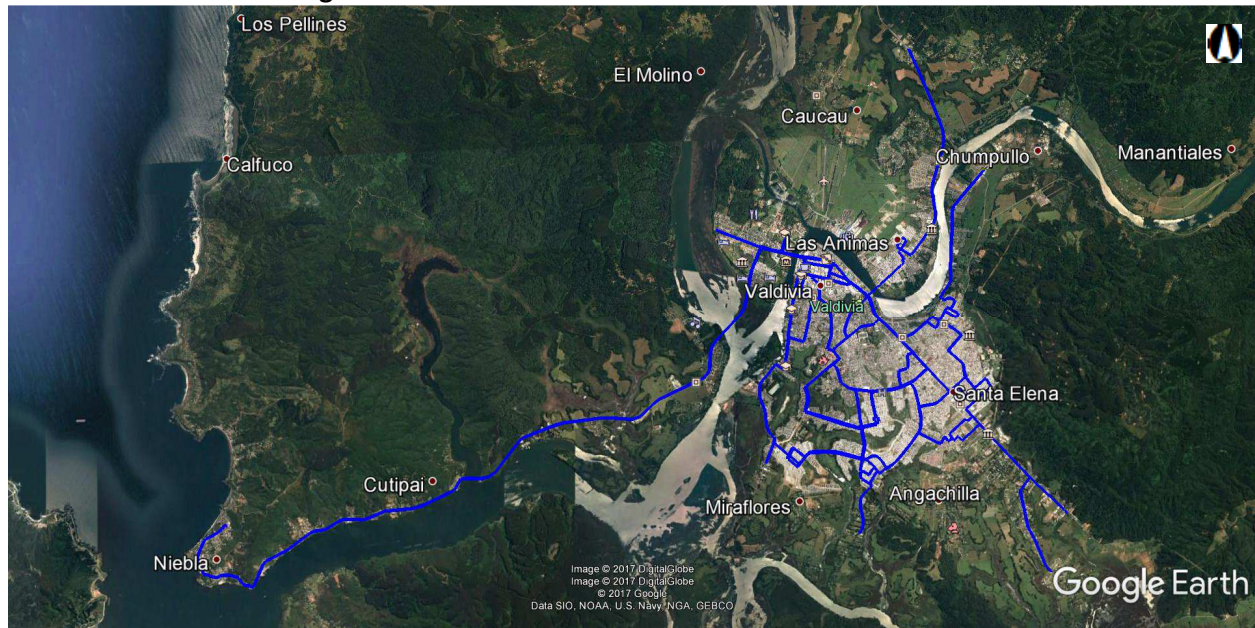 Los Pellines
El Molino
Caucau
Calfuco
Chumpullo
Manantiales
Las Animas
Valdivia
Valdivia
Santa Elena
Cutipai
Miraflores
Angachilla
Niebla
Image © 2017 DigitalGlobe
Image © 2017 DigitalGlobe
© 2017 Google
Data SIO, NOAA, U.S. Navy, NGA, GEBCO
Google Earth